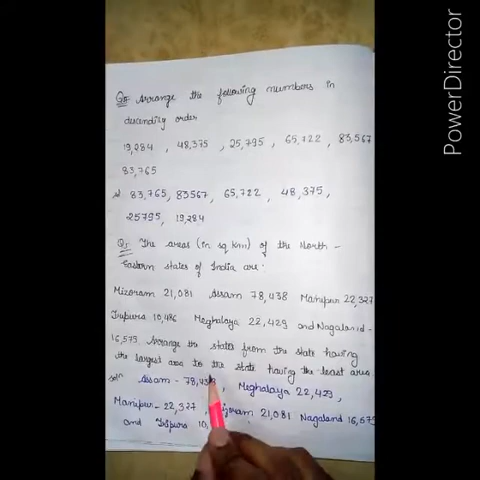 Q5 Arrange the following numbers in
descending order
19,284 , 48,375 , 25,795 , 65,722 , 83,567
83,765
83,765, 83567, 65,722 , 48,375,
25795, 19,284
Q: The areas (in sq km) of the North-
Eastern states of India are:
Mizoram 21,081 Assam 78,438 Manipur 22,327
Tripura 10,486 Meghalaya 22,429 and Nagaland-
16,579 Arrange the states from the state having
the largest area to the state having the least area
Soln Assam - 78,438 , Meghalaya 22,429,
Manipur- 22,327 , Mizoram 21,081 Nagaland 16,579
and Tripura 10,
PowerDirector